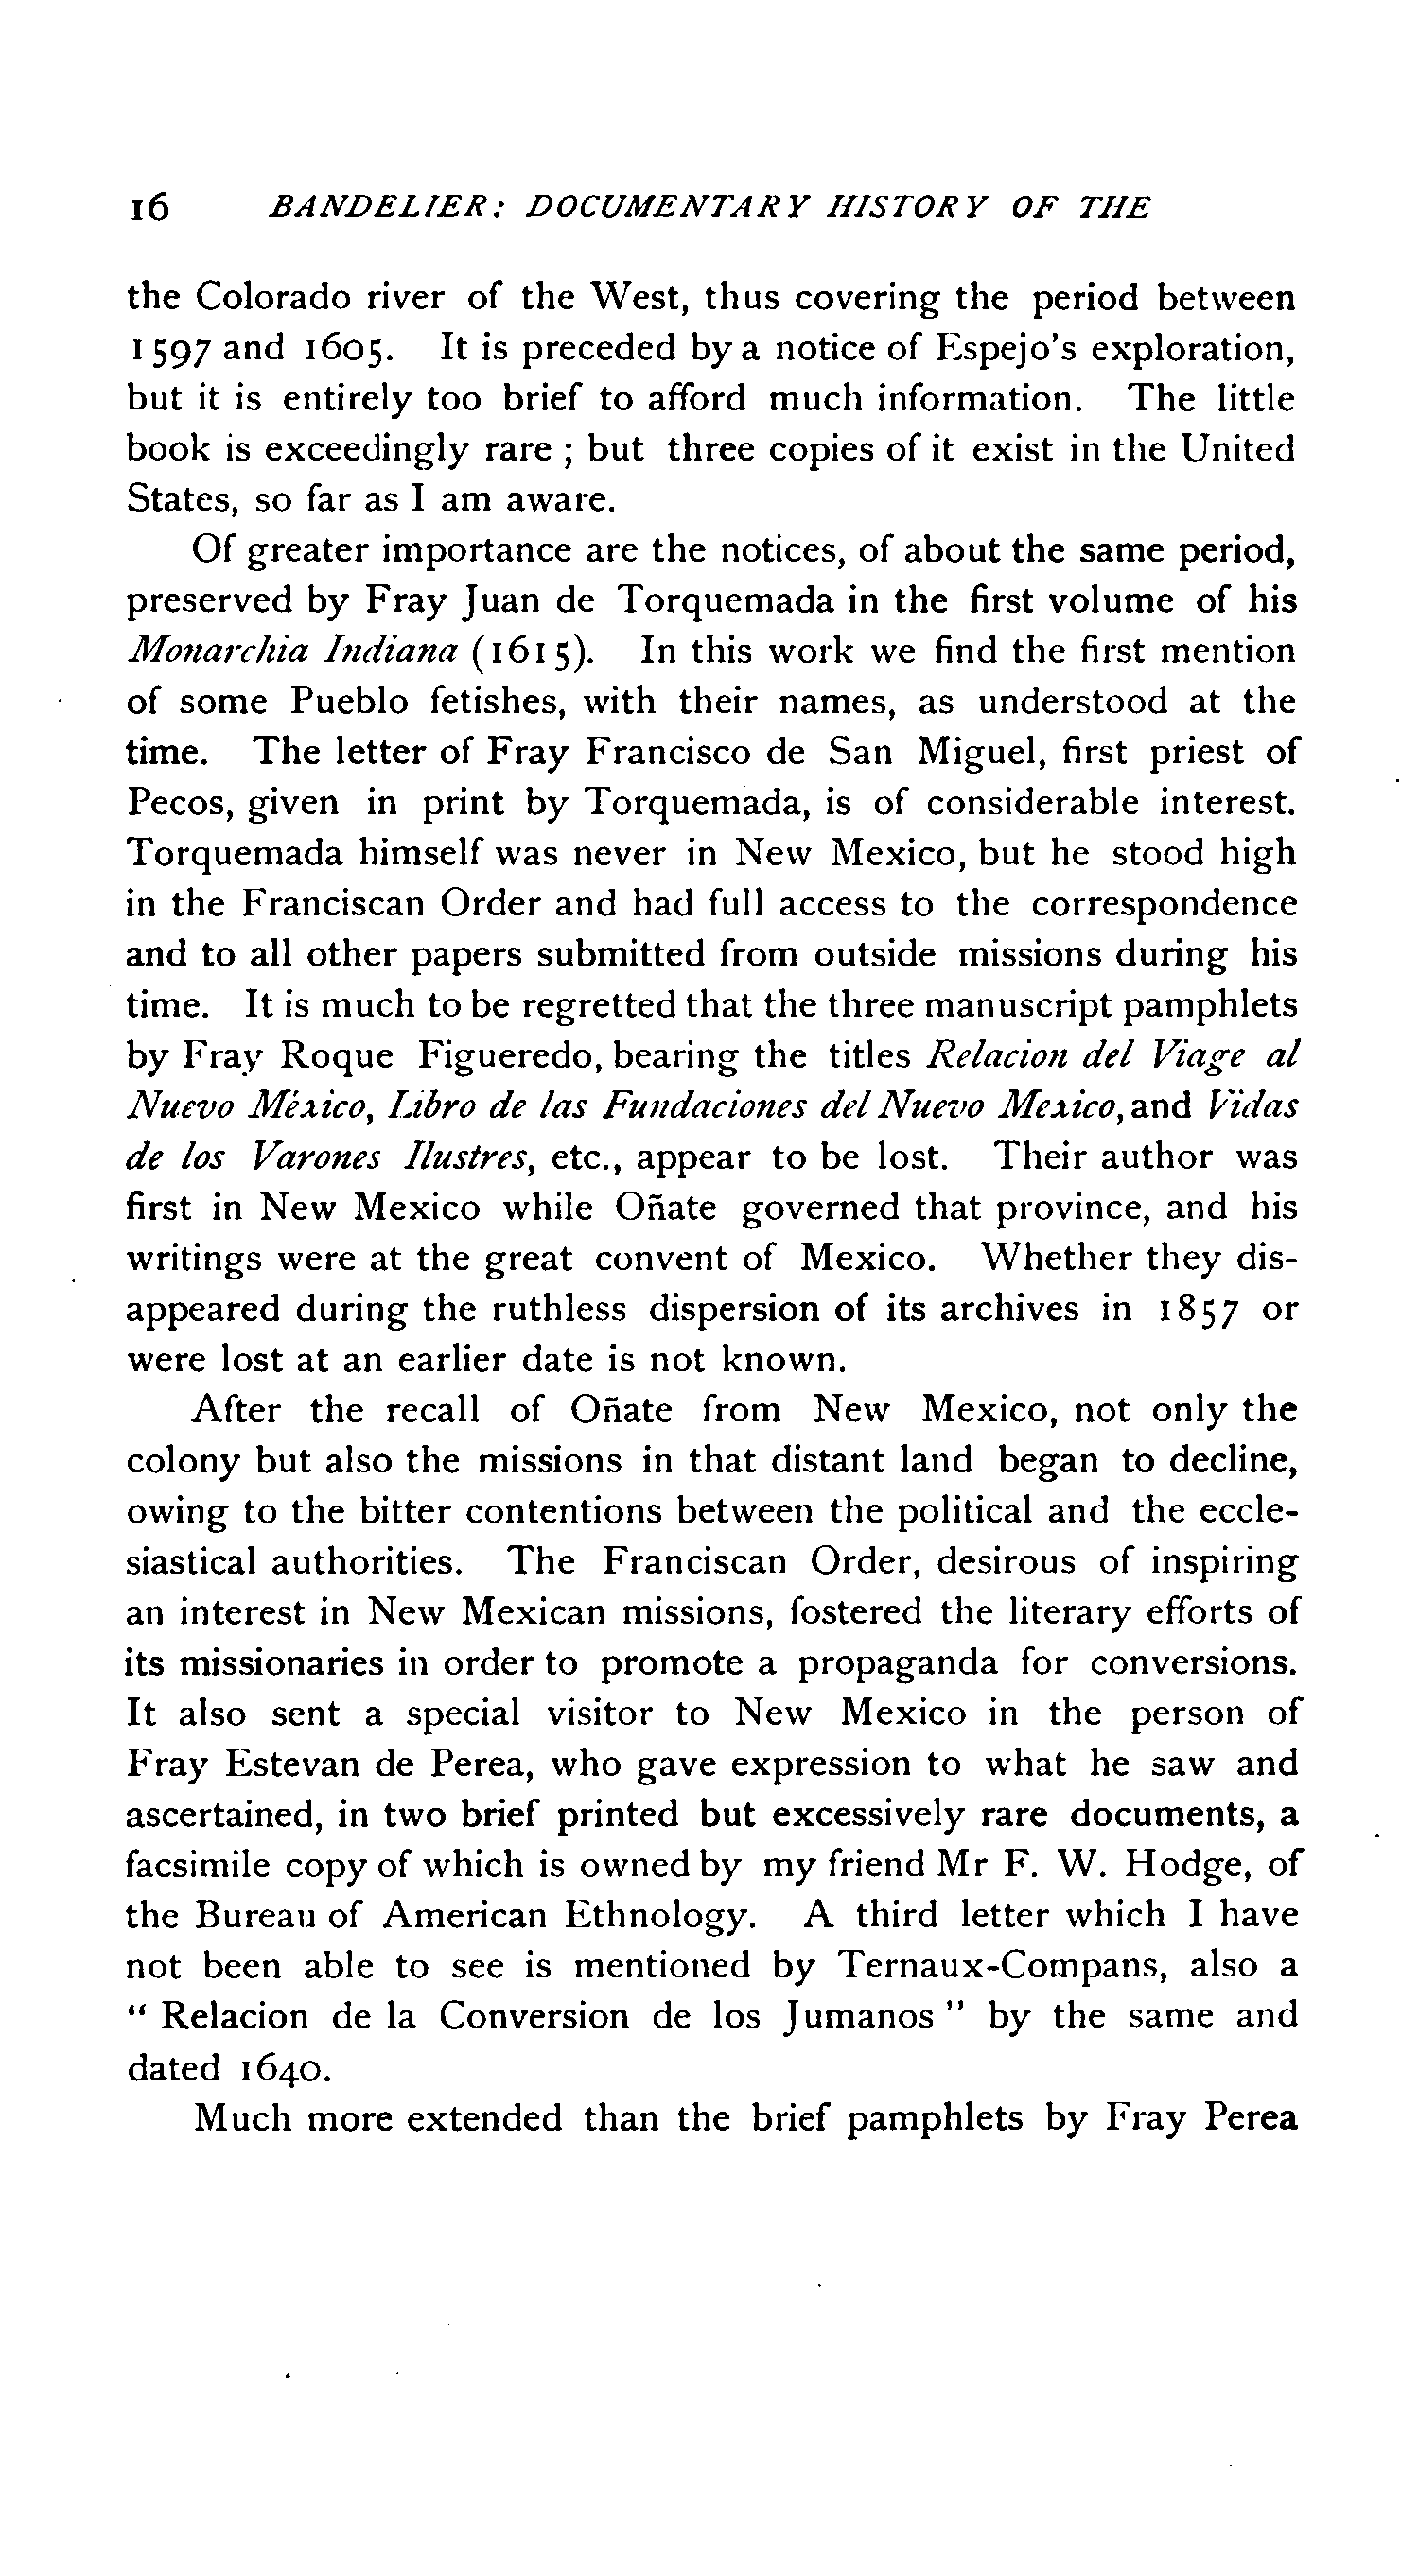 16 BANDELIER: DOCUMENTARY HISTORY OF THE
the Colorado river of the West, thus covering the period between
1597 and 1605. It is preceded by a notice of Espejo's exploration,
but it is entirely too brief to afford much information. The little
book is exceedingly rare ; but three copies of it exist in the United
States, so far as I am aware.
Of greater importance are the notices, of about the same period,
preserved by Fray Juan de Torquemada in the first volume of his
Monarchia Indiana (1615). In this work we find the first mention
of some Pueblo fetishes, with their names, as understood at the
time. The letter of Fray Francisco de San Miguel, first priest of
Pecos, given in print by Torquemada, is of considerable interest.
Torquemada himself was never in New Mexico, but he stood high
in the Franciscan Order and had full access to the correspondence
and to all other papers submitted from outside missions during his
time. It is much to be regretted that the three manuscript pamphlets
by Fray Roque Figueredo, bearing the titles Relacion del Viage al
Nuevo México, Libro de las Fundaciones del Nuevo Mexico, and Vidas
de los Varones Ilustres, etc., appear to be lost. Their author was
first in New Mexico while Oñate governed that province, and his
writings were at the great convent of Mexico. Whether they dis-
appeared during the ruthless dispersion of its archives in 1857 or
were lost at an earlier date is not known.
After the recall of Oñate from New Mexico, not only the
colony but also the missions in that distant land began to decline,
owing to the bitter contentions between the political and the eccle-
siastical authorities. The Franciscan Order, desirous of inspiring
an interest in New Mexican missions, fostered the literary efforts of
its missionaries in order to promote a propaganda for conversions.
It also sent a special visitor to New Mexico in the person of
Fray Estevan de Perea, who gave expression to what he saw and
ascertained, in two brief printed but excessively rare documents, a
facsimile copy of which is owned by my friend Mr F. W. Hodge, of
the Bureau of American Ethnology. A third letter which I have
not been able to see is mentioned by Ternaux-Compans, also a
" Relacion de la Conversion de los Jumanos " by the same and
dated 1640.
Much more extended than the brief pamphlets by Fray Perea